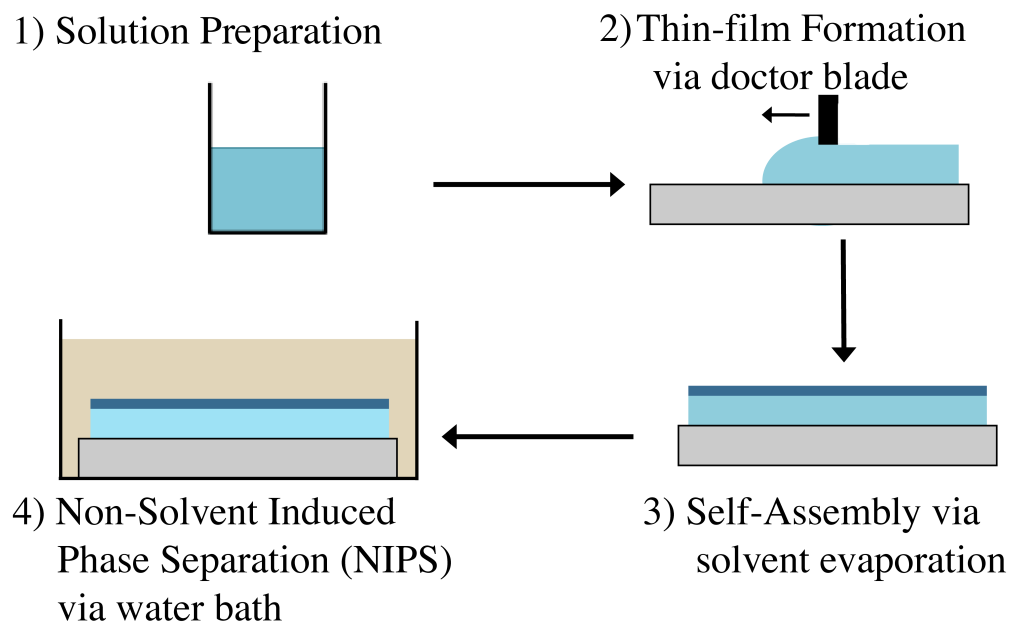 1) Solution Preparation
2) Thin-film Formation
via doctor blade
3) Self-Assembly via
solvent evaporation
4) Non-Solvent Induced
Phase Separation (NIPS)
via water bath